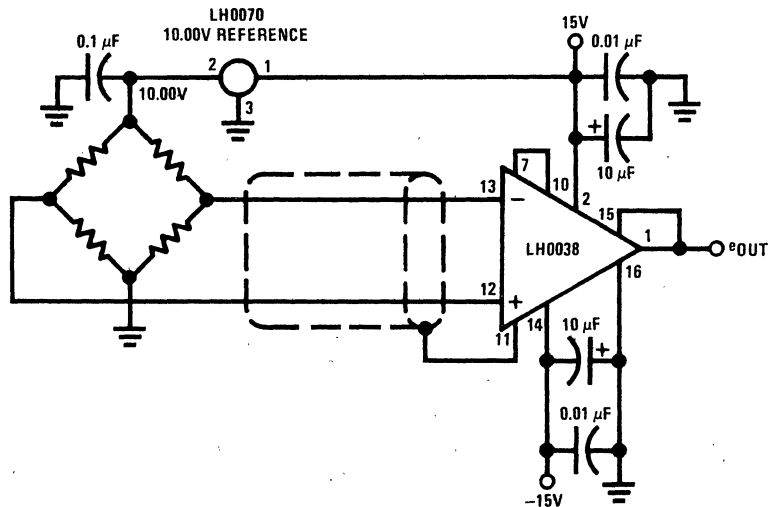 LH0070
10.00V REFERENCE
15V
0.1 μF
0.01 μF
2
1
10.00V
3
+
10 μF
7
10
2
13
−
15
1
LH0038
eOUT
16
12
+
14
11
10 μF
+
0.01 μF
−15V